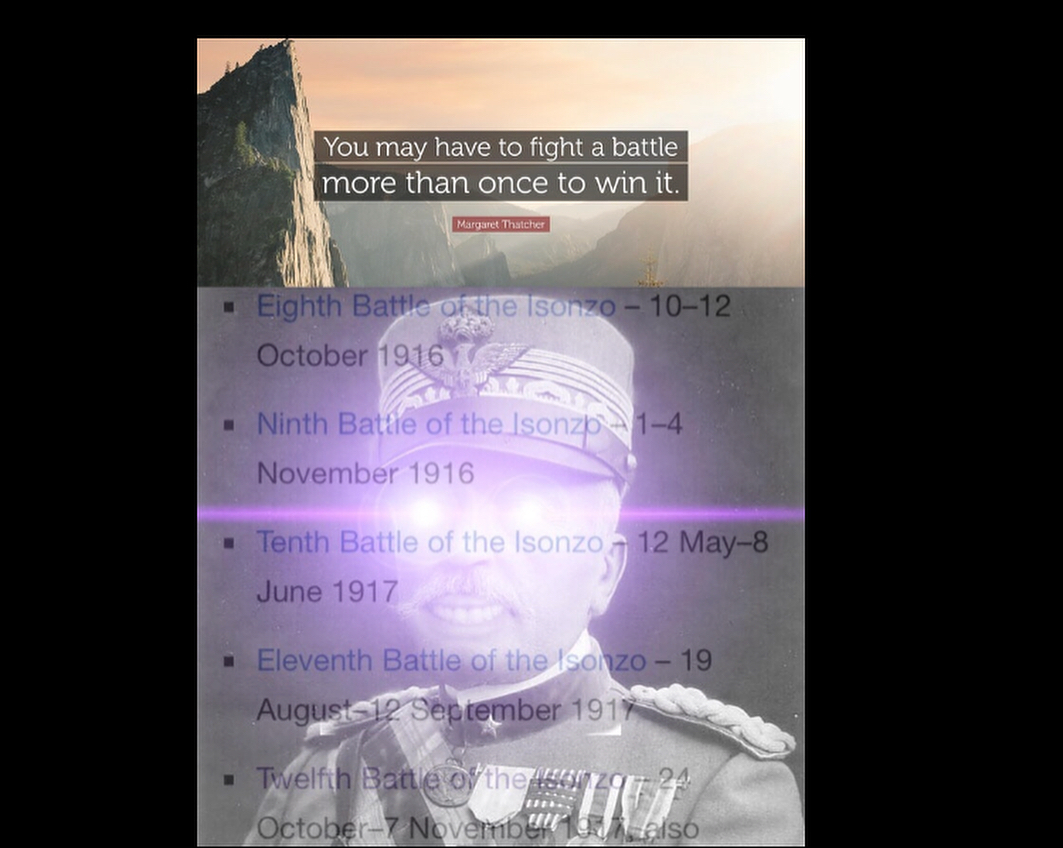 You may have to fight a battle
more than once to win it.
Margaret Thatcher
▪ Eighth Battle of the Isonzo – 10–12
October 1916
▪ Ninth Battle of the Isonzo – 1–4
November 1916
▪ Tenth Battle of the Isonzo – 12 May–8
June 1917
▪ Eleventh Battle of the Isonzo – 19
August–12 September 1917
▪ Twelfth Battle of the Isonzo – 24
October–7 November 1917, also